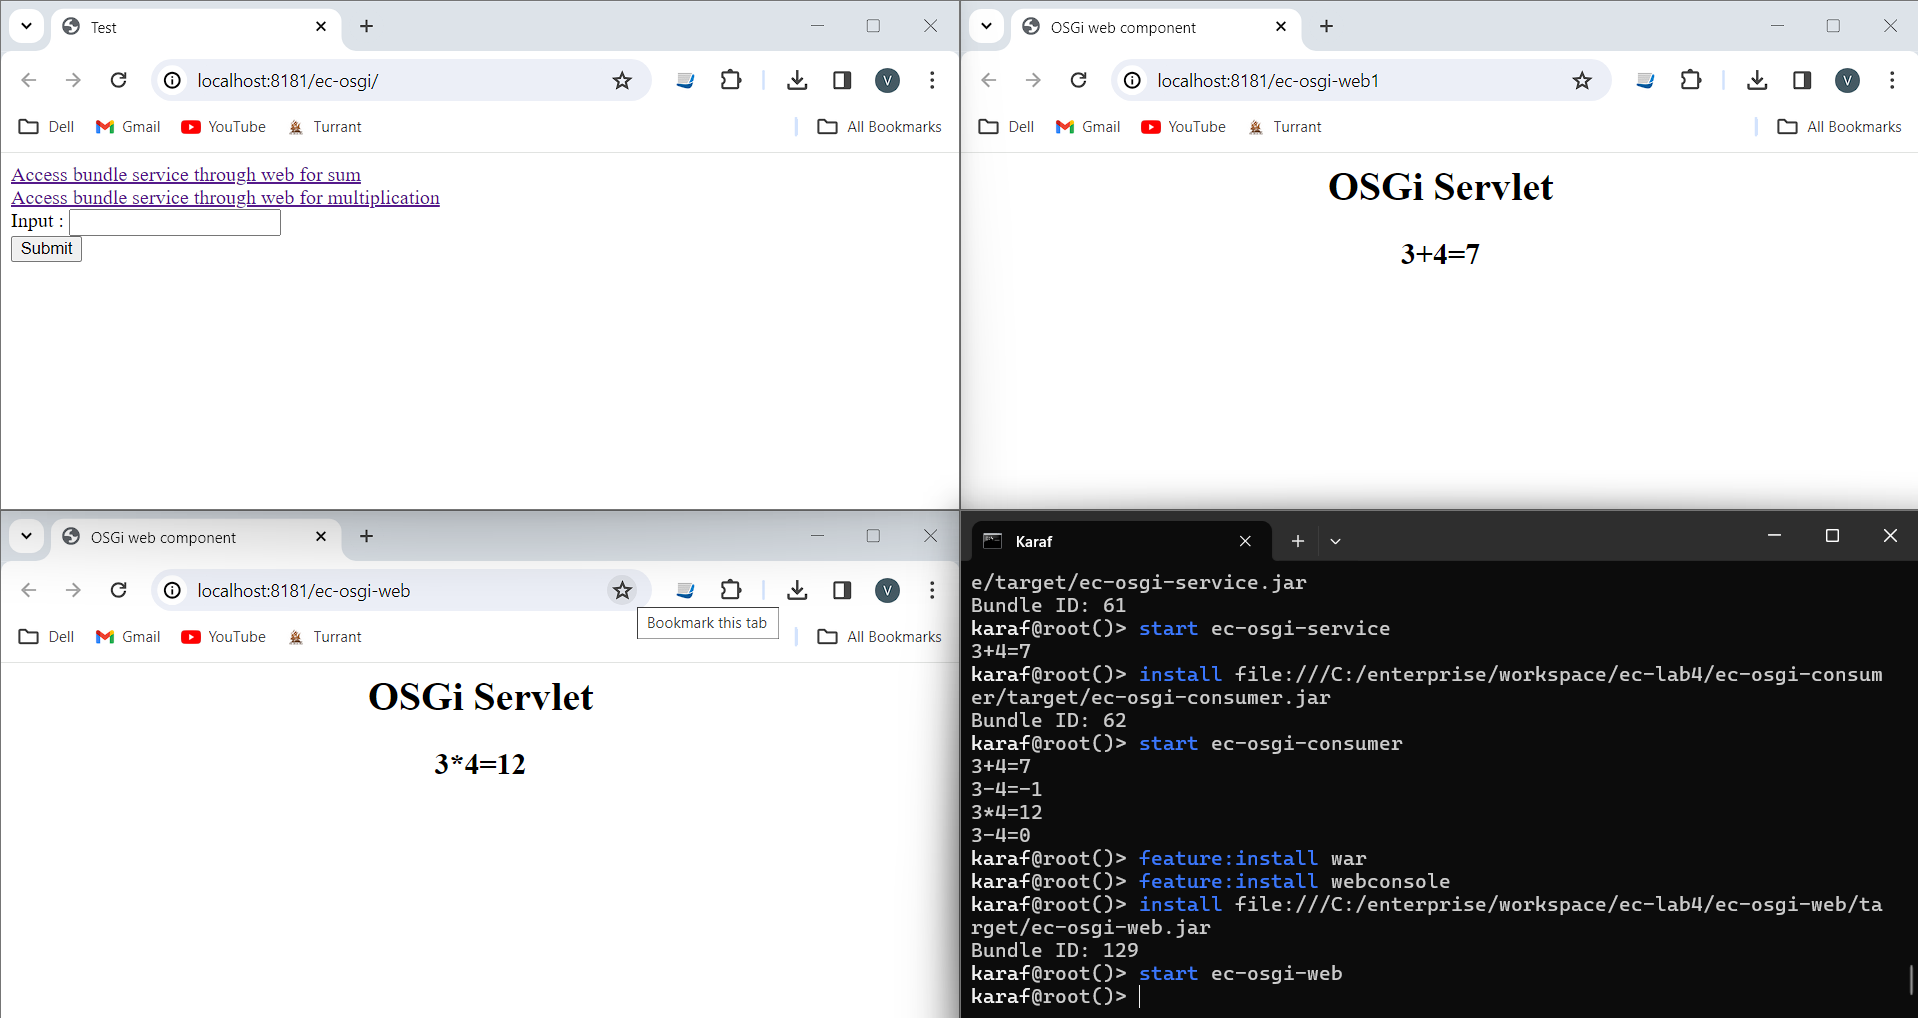 Test
localhost:8181/ec-osgi/
V
Dell Gmail YouTube Turrant All Bookmarks
Access bundle service through web for sum
Access bundle service through web for multiplication
Input :
Submit
OSGi web component
localhost:8181/ec-osgi-web1
V
Dell Gmail YouTube Turrant All Bookmarks
OSGi Servlet
3+4=7
OSGi web component
localhost:8181/ec-osgi-web
V
Bookmark this tab
Dell Gmail YouTube Turrant All Bookmarks
OSGi Servlet
3*4=12
Karaf
e/target/ec-osgi-service.jar
Bundle ID: 61
karaf@root()> start ec-osgi-service
3+4=7
karaf@root()> install file:///C:/enterprise/workspace/ec-lab4/ec-osgi-consum
er/target/ec-osgi-consumer.jar
Bundle ID: 62
karaf@root()> start ec-osgi-consumer
3+4=7
3-4=-1
3*4=12
3-4=0
karaf@root()> feature:install war
karaf@root()> feature:install webconsole
karaf@root()> install file:///C:/enterprise/workspace/ec-lab4/ec-osgi-web/ta
rget/ec-osgi-web.jar
Bundle ID: 129
karaf@root()> start ec-osgi-web
karaf@root()>